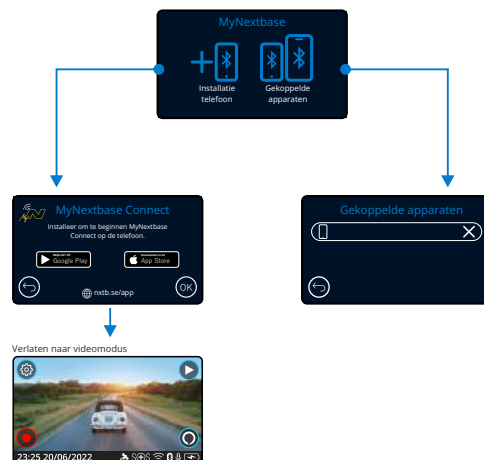 MyNextbase
Installatie
telefoon
Gekoppelde
apparaten
MyNextbase Connect
Installeer om te beginnen MyNextbase
Connect op de telefoon.
Google Play
App Store
nxtb.se/app
OK
Gekoppelde apparaten
Verlaten naar videomodus
23:25 20/06/2022
SOS